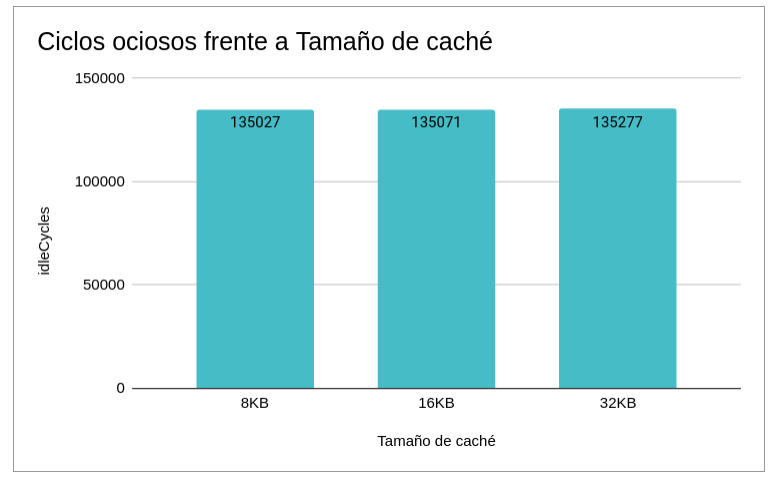 Ciclos ociosos frente a Tamaño de caché
150000
135027 135071 135277
100000
idleCycles
50000
0
8KB 16KB 32KB
Tamaño de caché